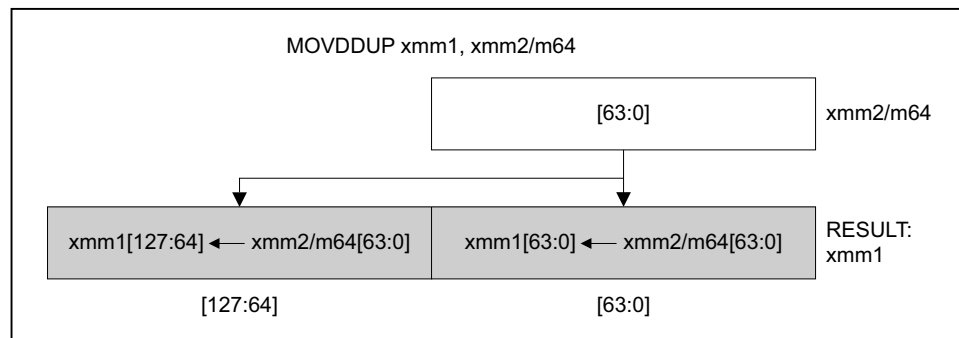 MOVDDUP xmm1, xmm2/m64
[63:0]
xmm2/m64
xmm1[127:64] ← xmm2/m64[63:0]
xmm1[63:0] ← xmm2/m64[63:0]
RESULT:
xmm1
[127:64]
[63:0]